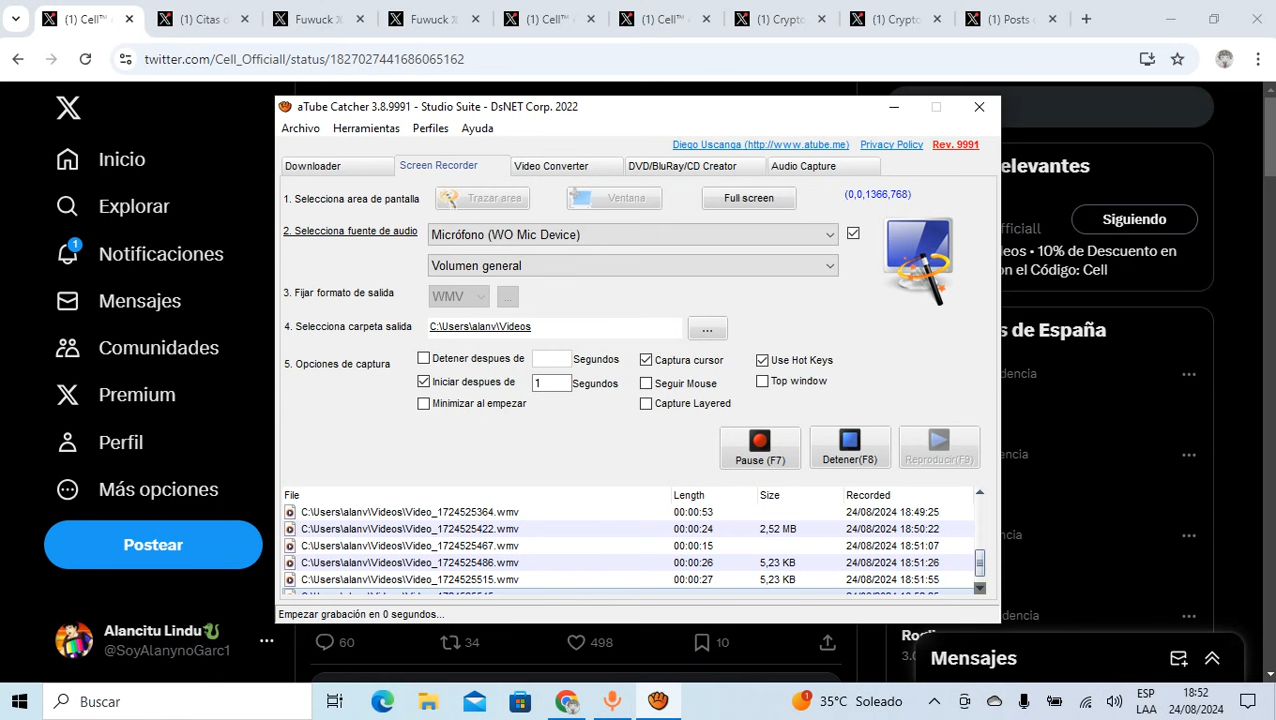 (1) Cell™
Citas d
Fuwuck
Fuwuck
(1) Cell™
(1) Cell™
(1) Crypto
(1) Crypto
(1) Posts
twitter.com/Cell_Officiall/status/1827027441686065162
Inicio
Explorar
1
Notificaciones
Mensajes
Comunidades
Premium
Perfil
Más opciones
Postear
Alancitu Lindu
@SoyAlanynoGarc1
aTube Catcher 3.8.9991 - Studio Suite - DsNET Corp. 2022
Archivo Herramientas Perfiles Ayuda
Diego Uscanga (http://www.atube.me) Privacy Policy Rev. 9991
Downloader Screen Recorder Video Converter DVD/BluRay/CD Creator Audio Capture
1. Selecciona area de pantalla Trazar area Ventana Full screen (0,0,1366,768)
2. Selecciona fuente de audio Micrófono (WO Mic Device)
Volumen general
3. Fijar formato de salida WMV ...
4. Selecciona carpeta salida C:\Users\alanv\Videos ...
5. Opciones de captura Detener despues de Segundos Captura cursor Use Hot Keys
Iniciar despues de 1 Segundos Seguir Mouse Top window
Minimizar al empezar Capture Layered
Pause (F7) Detener(F8) Reproducir(F9)
File Length Size Recorded
C:\Users\alanv\Videos\Video_1724525364.wmv 00:00:53 24/08/2024 18:49:25
C:\Users\alanv\Videos\Video_1724525422.wmv 00:00:24 2,52 MB 24/08/2024 18:50:22
C:\Users\alanv\Videos\Video_1724525467.wmv 00:00:15 24/08/2024 18:51:07
C:\Users\alanv\Videos\Video_1724525486.wmv 00:00:26 5,23 KB 24/08/2024 18:51:26
C:\Users\alanv\Videos\Video_1724525515.wmv 00:00:27 5,23 KB 24/08/2024 18:51:55
Empezar grabación en 0 segundos...
60 34 498 10
elevantes
fficiall
Siguiendo
eos • 10% de Descuento en
on el Código: Cell
s de España
dencia
encia
ncia
dencia
3.0
Mensajes
Buscar
1
35°C Soleado
ESP
LAA
18:52
24/08/2024